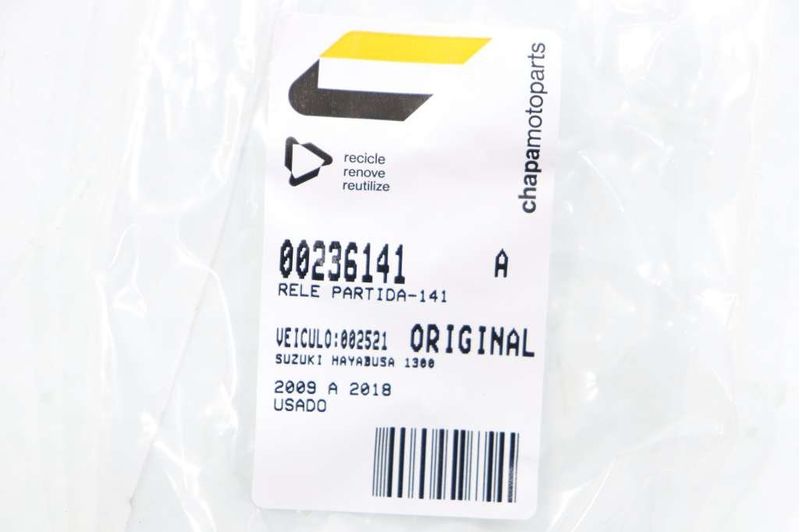 chapamotoparts
recicle
renove
reutilize
00236141 A
RELE PARTIDA-141
VEICULO:002521 ORIGINAL
SUZUKI HAYABUSA 1300
2009 A 2018
USADO